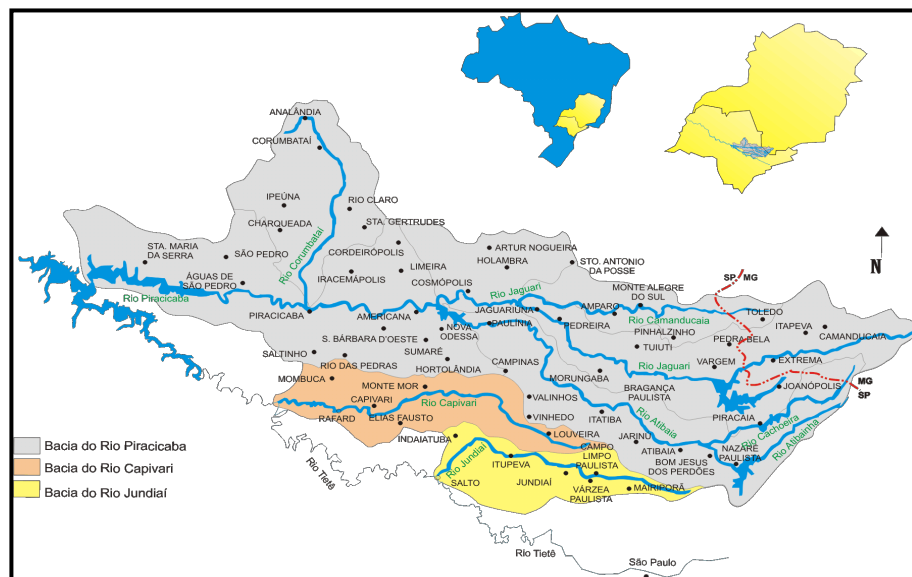 ANALÂNDIA
CORUMBATAÍ
IPEÚNA
RIO CLARO
CHARQUEADA
STA. GERTRUDES
STA. MARIA
DA SERRA
SÃO PEDRO
Rio Corumbataí
CORDEIRÓPOLIS
ARTUR NOGUEIRA
HOLAMBRA
STO. ANTONIO
DA POSSE
SP
MG
N
ÁGUAS DE
SÃO PEDRO
IRACEMÁPOLIS
LIMEIRA
COSMÓPOLIS
Rio Jaguari
MONTE ALEGRE
DO SUL
AMPARO
Rio Piracicaba
PIRACICABA
AMERICANA
JAGUARIUNA
PAULÍNIA
PEDREIRA
Rio Camanducaia
TOLEDO
ITAPEVA
CAMANDUCAIA
NOVA
ODESSA
S. BÁRBARA D'OESTE
SUMARÉ
PINHALZINHO
PEDRA BELA
TUIUTI
SALTINHO
RIO DAS PEDRAS
HORTOLÂNDIA
CAMPINAS
Rio Jaguari
VARGEM
EXTREMA
MOMBUCA
MONTE MOR
MORUNGABA
BRAGANÇA
PAULISTA
JOANÓPOLIS
MG
SP
CAPIVARI
Rio Capivari
VALINHOS
Rio Atibaia
PIRACAIA
RAFARD
ELIAS FAUSTO
VINHEDO
ITATIBA
Rio Cachoeira
Rio Atibainha
INDAIATUBA
LOUVEIRA
JARINU
ATIBAIA
NAZARÉ
PAULISTA
BOM JESUS
DOS PERDÕES
CAMPO
LIMPO
PAULISTA
Rio Jundiaí
ITUPEVA
SALTO
JUNDIAÍ
VÁRZEA
PAULISTA
MAIRIPORÃ
Bacia do Rio Piracicaba
Bacia do Rio Capivari
Bacia do Rio Jundiaí
Rio Tietê
Rio Tietê
São Paulo